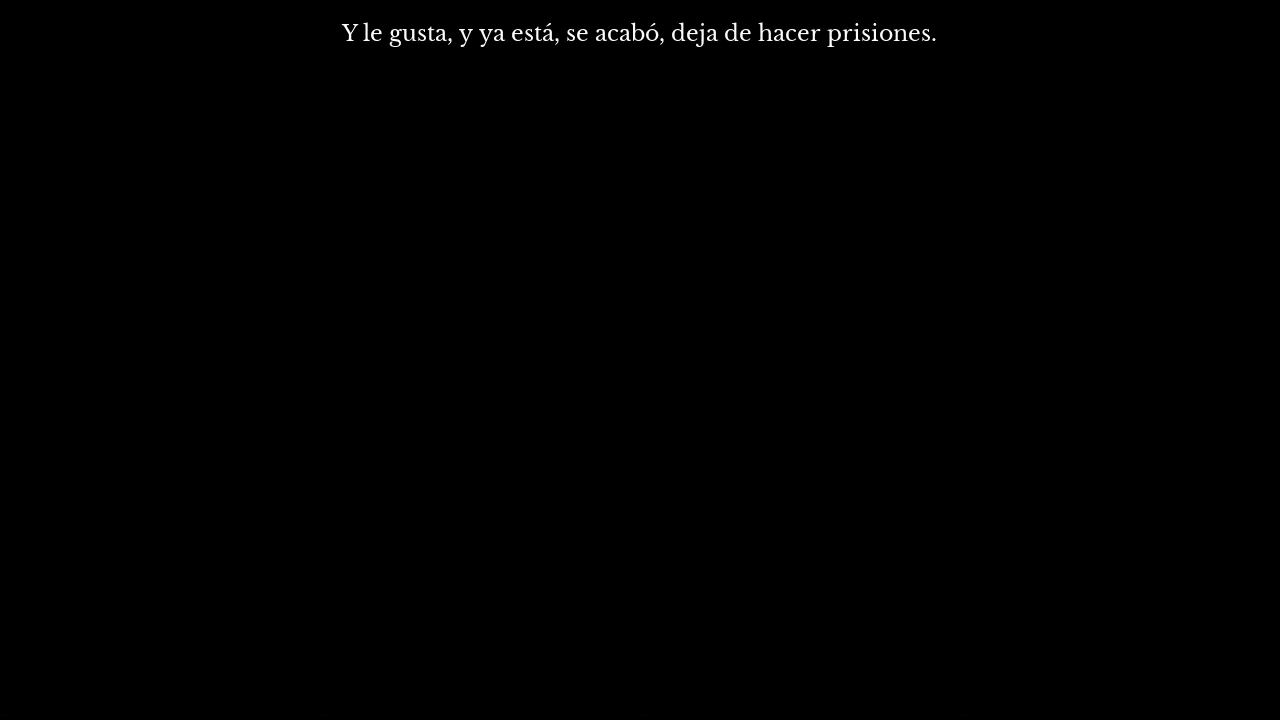 Y le gusta, y ya está, se acabó, deja de hacer prisiones.